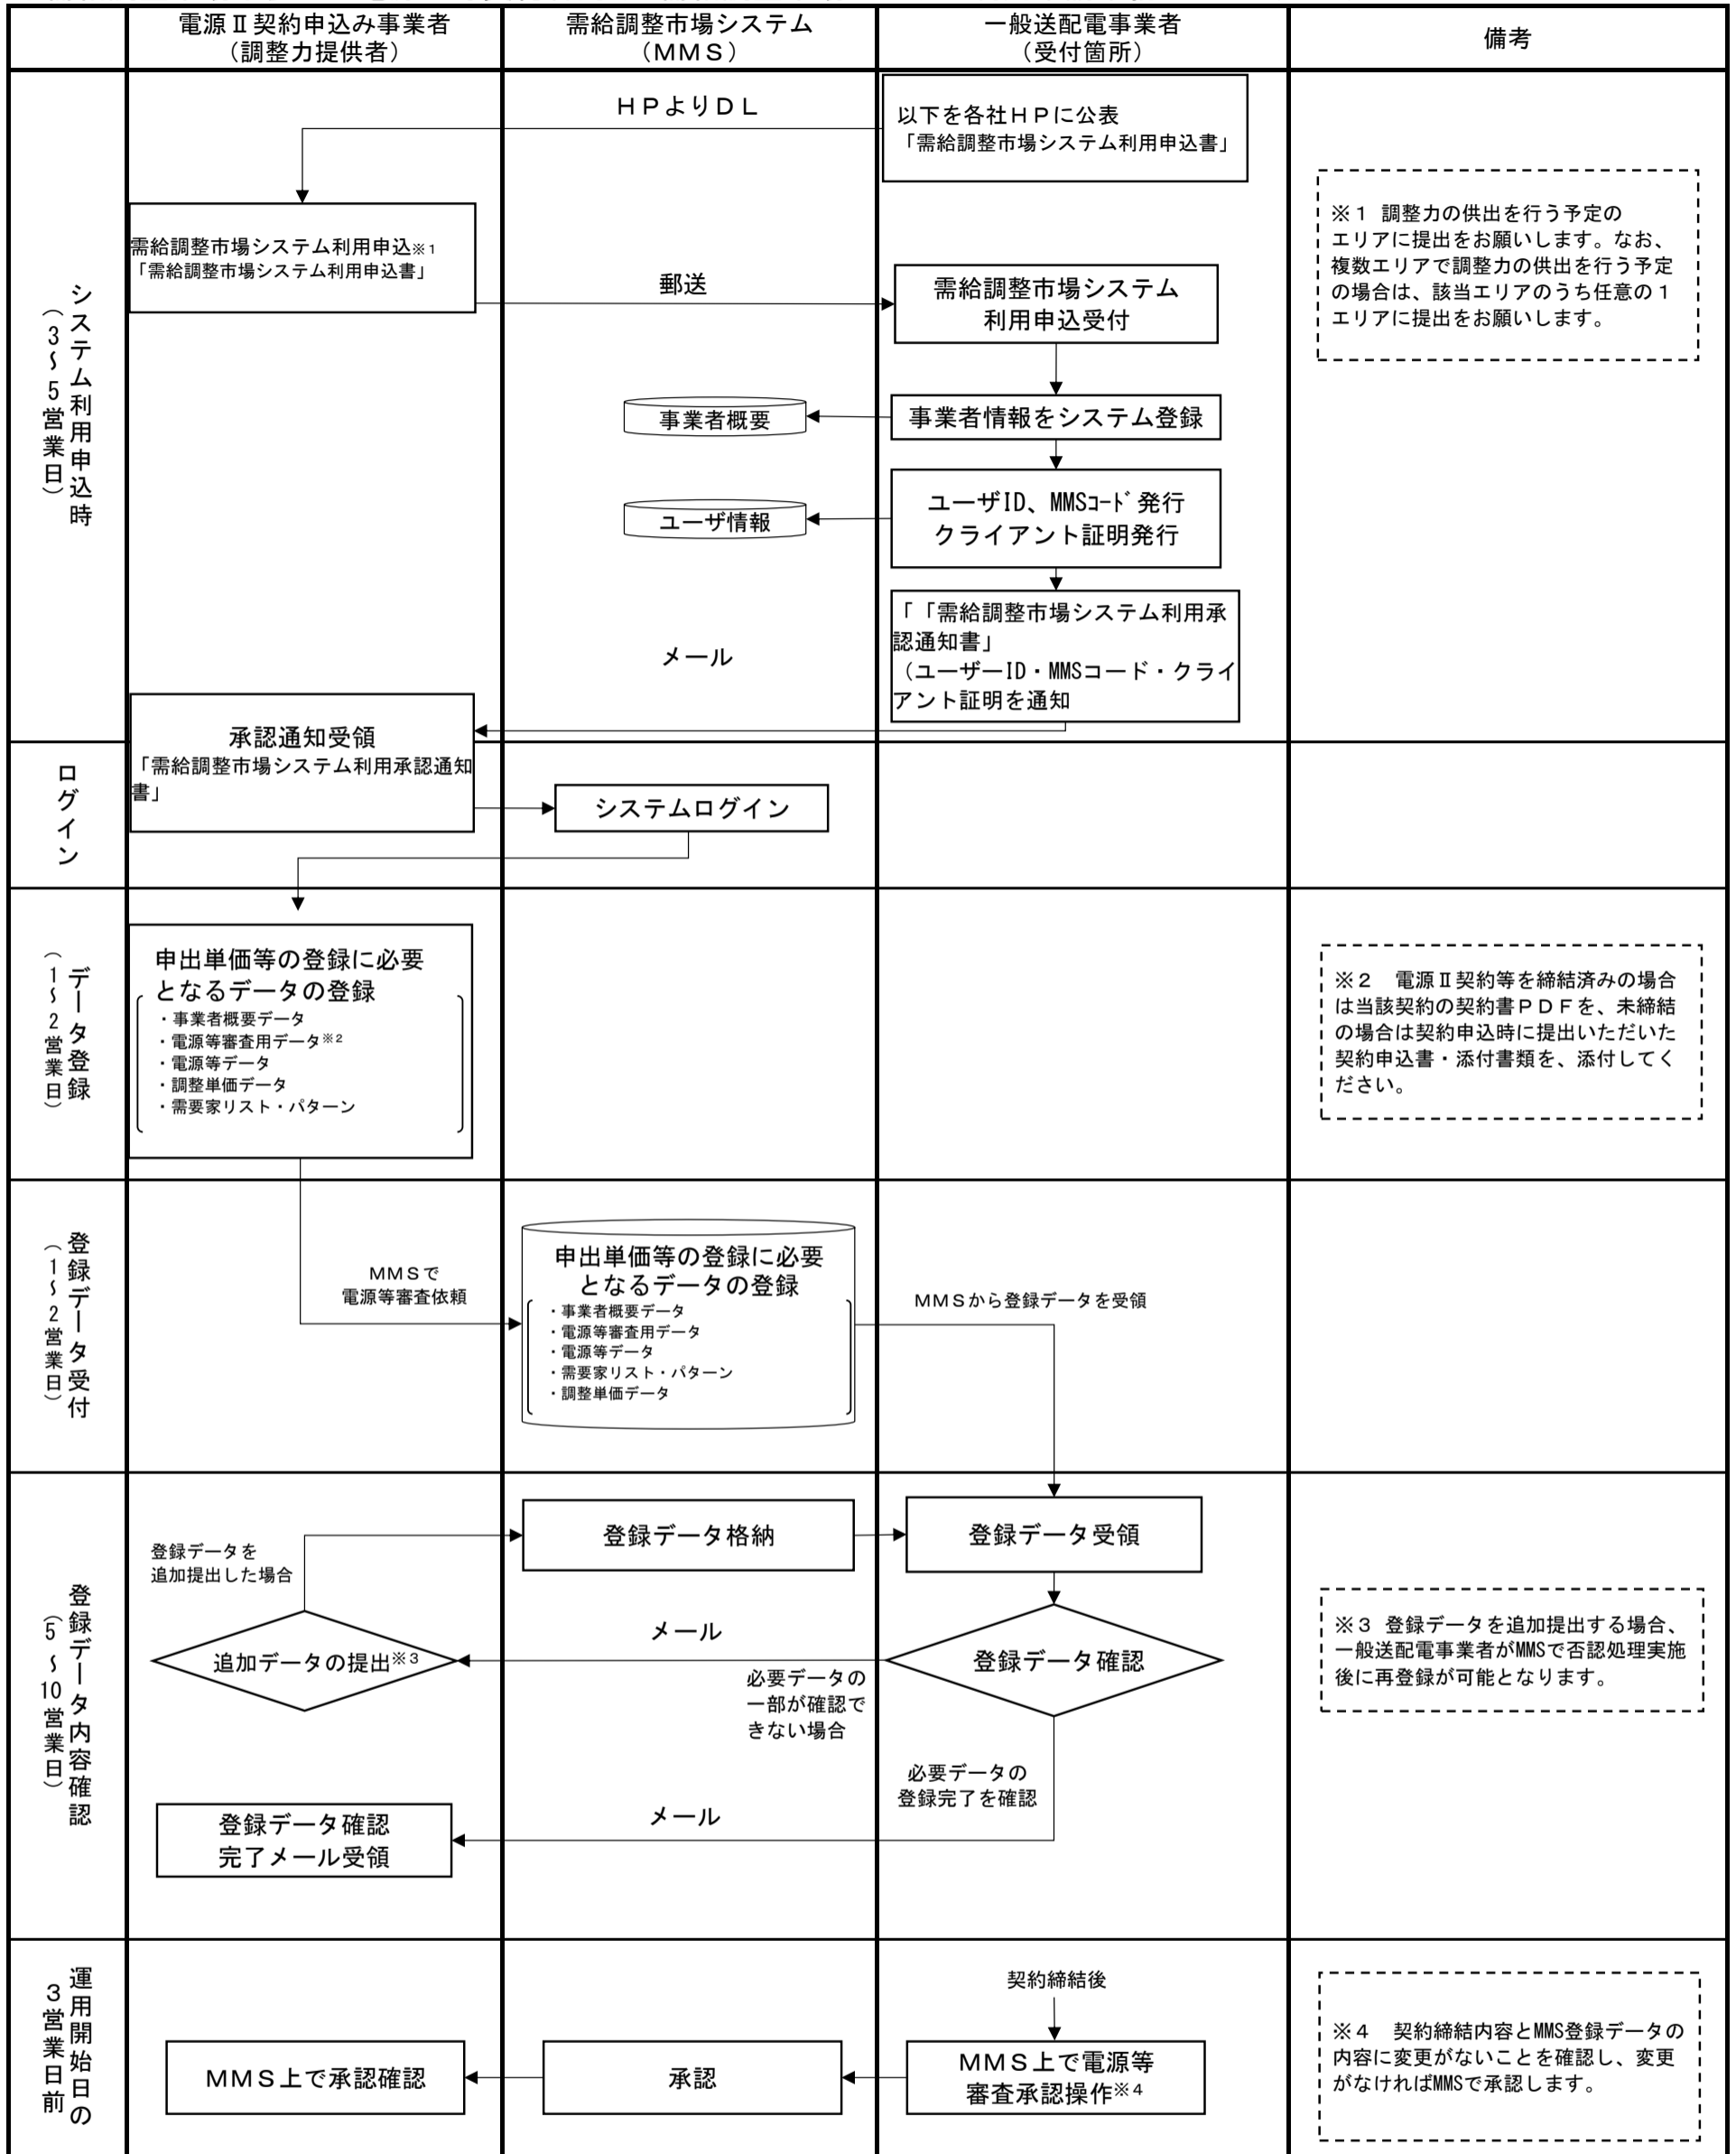 電源Ⅱ契約申込み事業者
（調整力提供者）
需給調整市場システム
（ＭＭＳ）
一般送配電事業者
（受付箇所）
備考
システム利用申込時
（３～５営業日）
ＨＰよりＤＬ
以下を各社ＨＰに公表
「需給調整市場システム利用申込書」
需給調整市場システム利用申込※１
「需給調整市場システム利用申込書」
郵送
需給調整市場システム
利用申込受付
※１ 調整力の供出を行う予定の
エリアに提出をお願いします。なお、
複数エリアで調整力の供出を行う予定
の場合は、該当エリアのうち任意の１
エリアに提出をお願いします。
事業者概要
事業者情報をシステム登録
ユーザ情報
ユーザID、MMSｺｰﾄﾞ発行
クライアント証明発行
メール
「「需給調整市場システム利用承
認通知書」
（ユーザーID・MMSコード・クライ
アント証明を通知
承認通知受領
「需給調整市場システム利用承認通知
書」
ログイン
システムログイン
データ登録
（１～２営業日）
申出単価等の登録に必要
となるデータの登録
・事業者概要データ
・電源等審査用データ※２
・電源等データ
・調整単価データ
・需要家リスト・パターン
※２　電源Ⅱ契約等を締結済みの場合
は当該契約の契約書ＰＤＦを、未締結
の場合は契約申込時に提出いただいた
契約申込書・添付書類を、添付してく
ださい。
登録データ受付
（１～２営業日）
ＭＭＳで
電源等審査依頼
申出単価等の登録に必要
となるデータの登録
・事業者概要データ
・電源等審査用データ
・電源等データ
・需要家リスト・パターン
・調整単価データ
ＭＭＳから登録データを受領
登録データ内容確認
（５～10営業日）
登録データを
追加提出した場合
登録データ格納
登録データ受領
追加データの提出※３
メール
必要データの
一部が確認で
きない場合
登録データ確認
※３ 登録データを追加提出する場合、
一般送配電事業者がMMSで否認処理実施
後に再登録が可能となります。
必要データの
登録完了を確認
メール
登録データ確認
完了メール受領
運用開始日の
３営業日前
契約締結後
ＭＭＳ上で承認確認
承認
ＭＭＳ上で電源等
審査承認操作※４
※４　契約締結内容とMMS登録データの
内容に変更がないことを確認し、変更
がなければMMSで承認します。